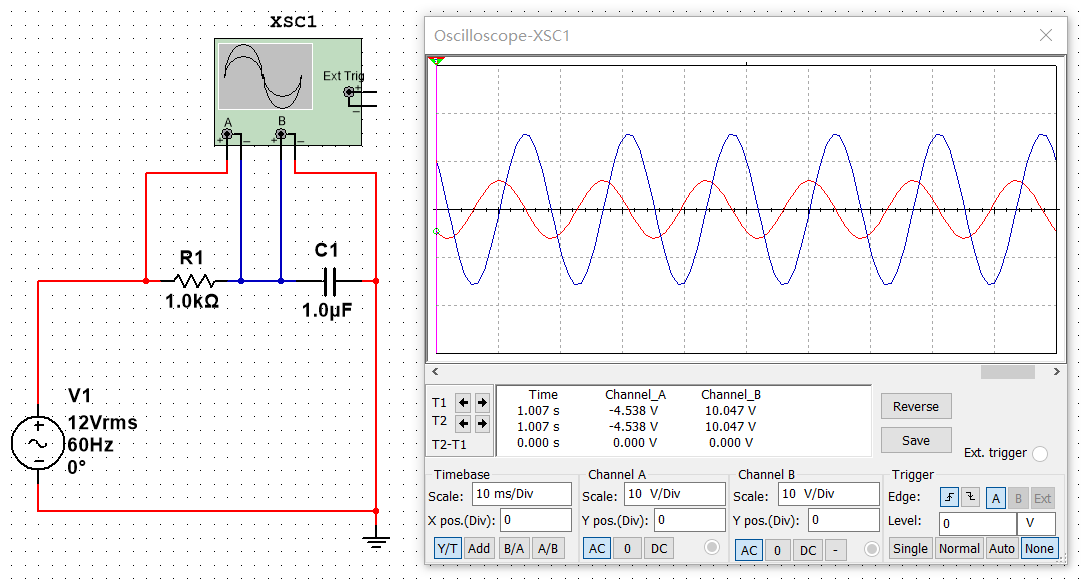 XSC1
Ext Trig
+
−
A
B
+
−
+
−
R1
1.0kΩ
C1
1.0µF
V1
12Vrms
60Hz
0°
+
−
Oscilloscope-XSC1
T1
T2
T2-T1
Time Channel_A Channel_B
1.007 s -4.538 V 10.047 V
1.007 s -4.538 V 10.047 V
0.000 s 0.000 V 0.000 V
Reverse
Save
Ext. trigger
Timebase
Scale: 10 ms/Div
X pos.(Div): 0
Y/T Add B/A A/B
Channel A
Scale: 10 V/Div
Y pos.(Div): 0
AC 0 DC
Channel B
Scale: 10 V/Div
Y pos.(Div): 0
AC 0 DC -
Trigger
Edge: A B Ext
Level: 0 V
Single Normal Auto None